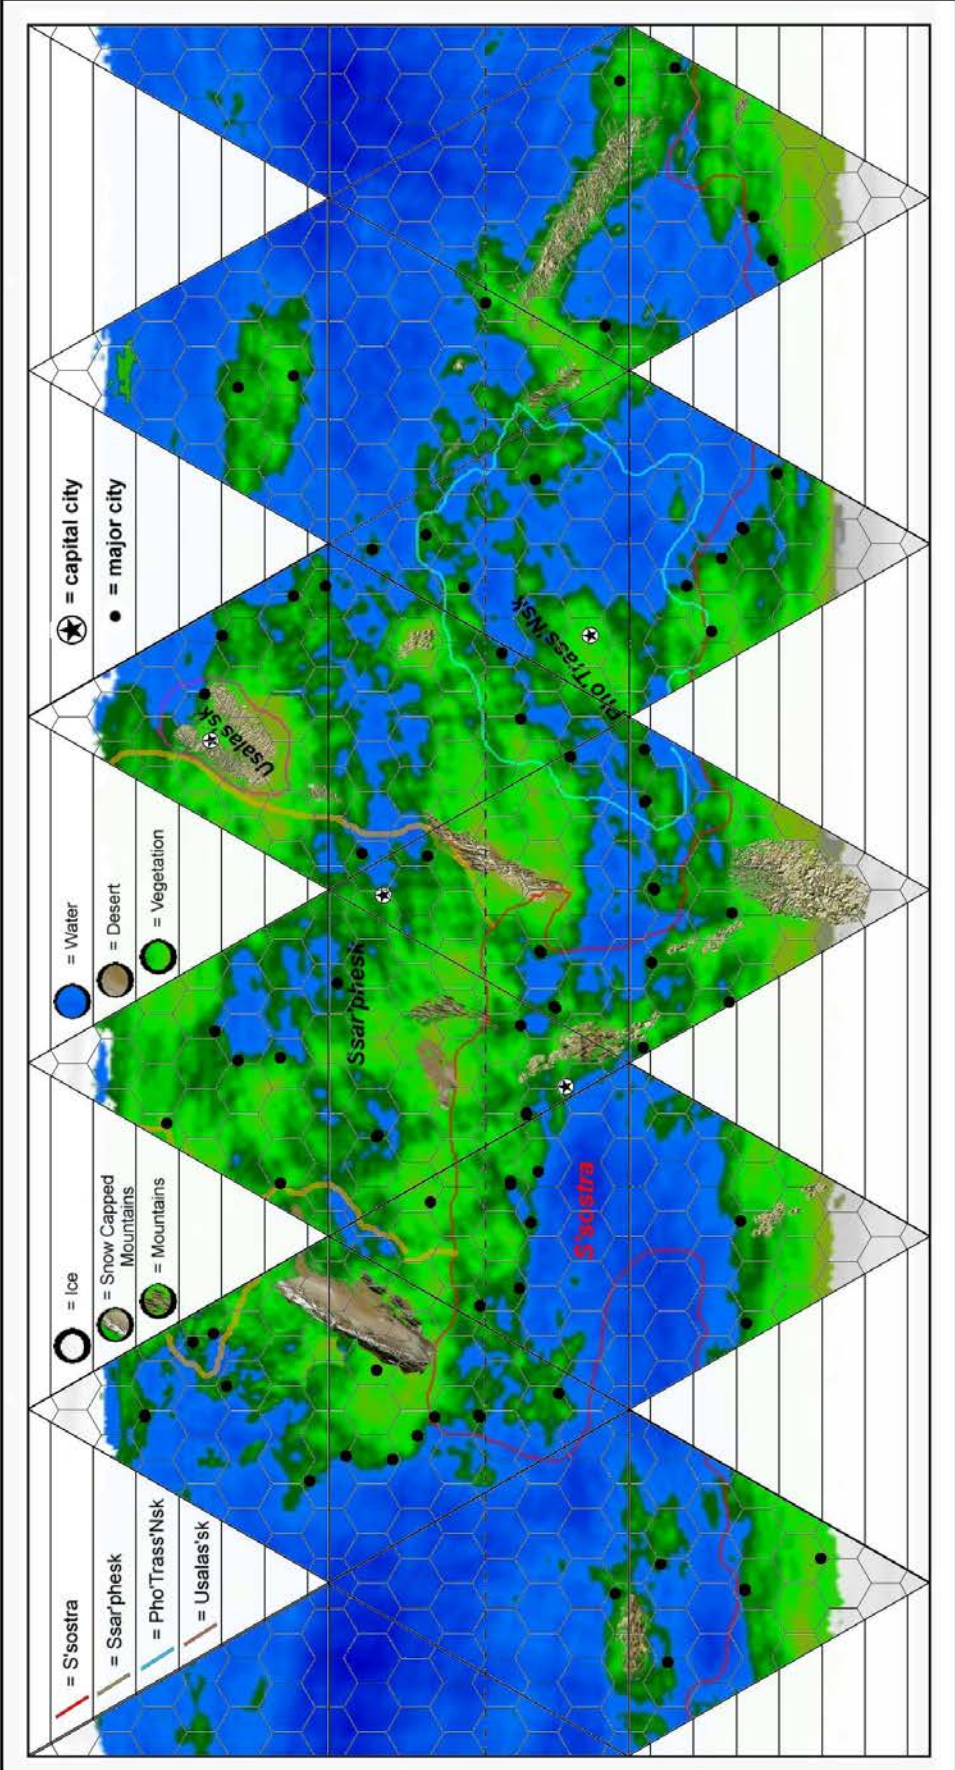 = S'sostra
= Ssar'phesk
= Pho'Trass'Nsk
= Usalas'sk
= Ice
= Snow Capped
Mountains
= Mountains
= Water
= Desert
= Vegetation
= capital city
= major city
Usalas'sk
Ssar'phesk
Pho'Trass'Nsk
S'sostra